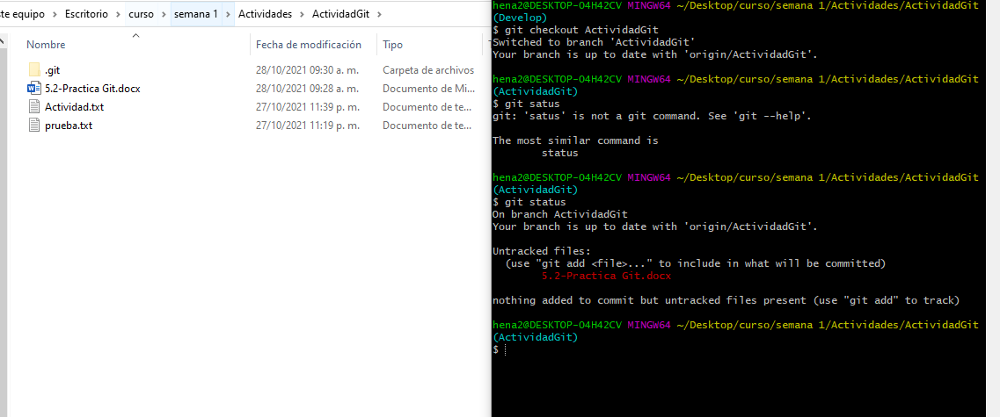 ste equipo > Escritorio > curso > semana 1 > Actividades > ActividadGit >
Nombre Fecha de modificación Tipo
.git 28/10/2021 09:30 a. m. Carpeta de archivos
5.2-Practica Git.docx 28/10/2021 09:28 a. m. Documento de Mi...
Actividad.txt 27/10/2021 11:39 p. m. Documento de te...
prueba.txt 27/10/2021 11:19 p. m. Documento de te...
hena2@DESKTOP-O4H42CV MINGW64 ~/Desktop/curso/semana 1/Actividades/ActividadGit
(Develop)
$ git checkout ActividadGit
Switched to branch 'ActividadGit'
Your branch is up to date with 'origin/ActividadGit'.
hena2@DESKTOP-O4H42CV MINGW64 ~/Desktop/curso/semana 1/Actividades/ActividadGit
(ActividadGit)
$ git satus
git: 'satus' is not a git command. See 'git --help'.
The most similar command is
status
hena2@DESKTOP-O4H42CV MINGW64 ~/Desktop/curso/semana 1/Actividades/ActividadGit
(ActividadGit)
$ git status
On branch ActividadGit
Your branch is up to date with 'origin/ActividadGit'.
Untracked files:
(use "git add <file>..." to include in what will be committed)
5.2-Practica Git.docx
nothing added to commit but untracked files present (use "git add" to track)
hena2@DESKTOP-O4H42CV MINGW64 ~/Desktop/curso/semana 1/Actividades/ActividadGit
(ActividadGit)
$